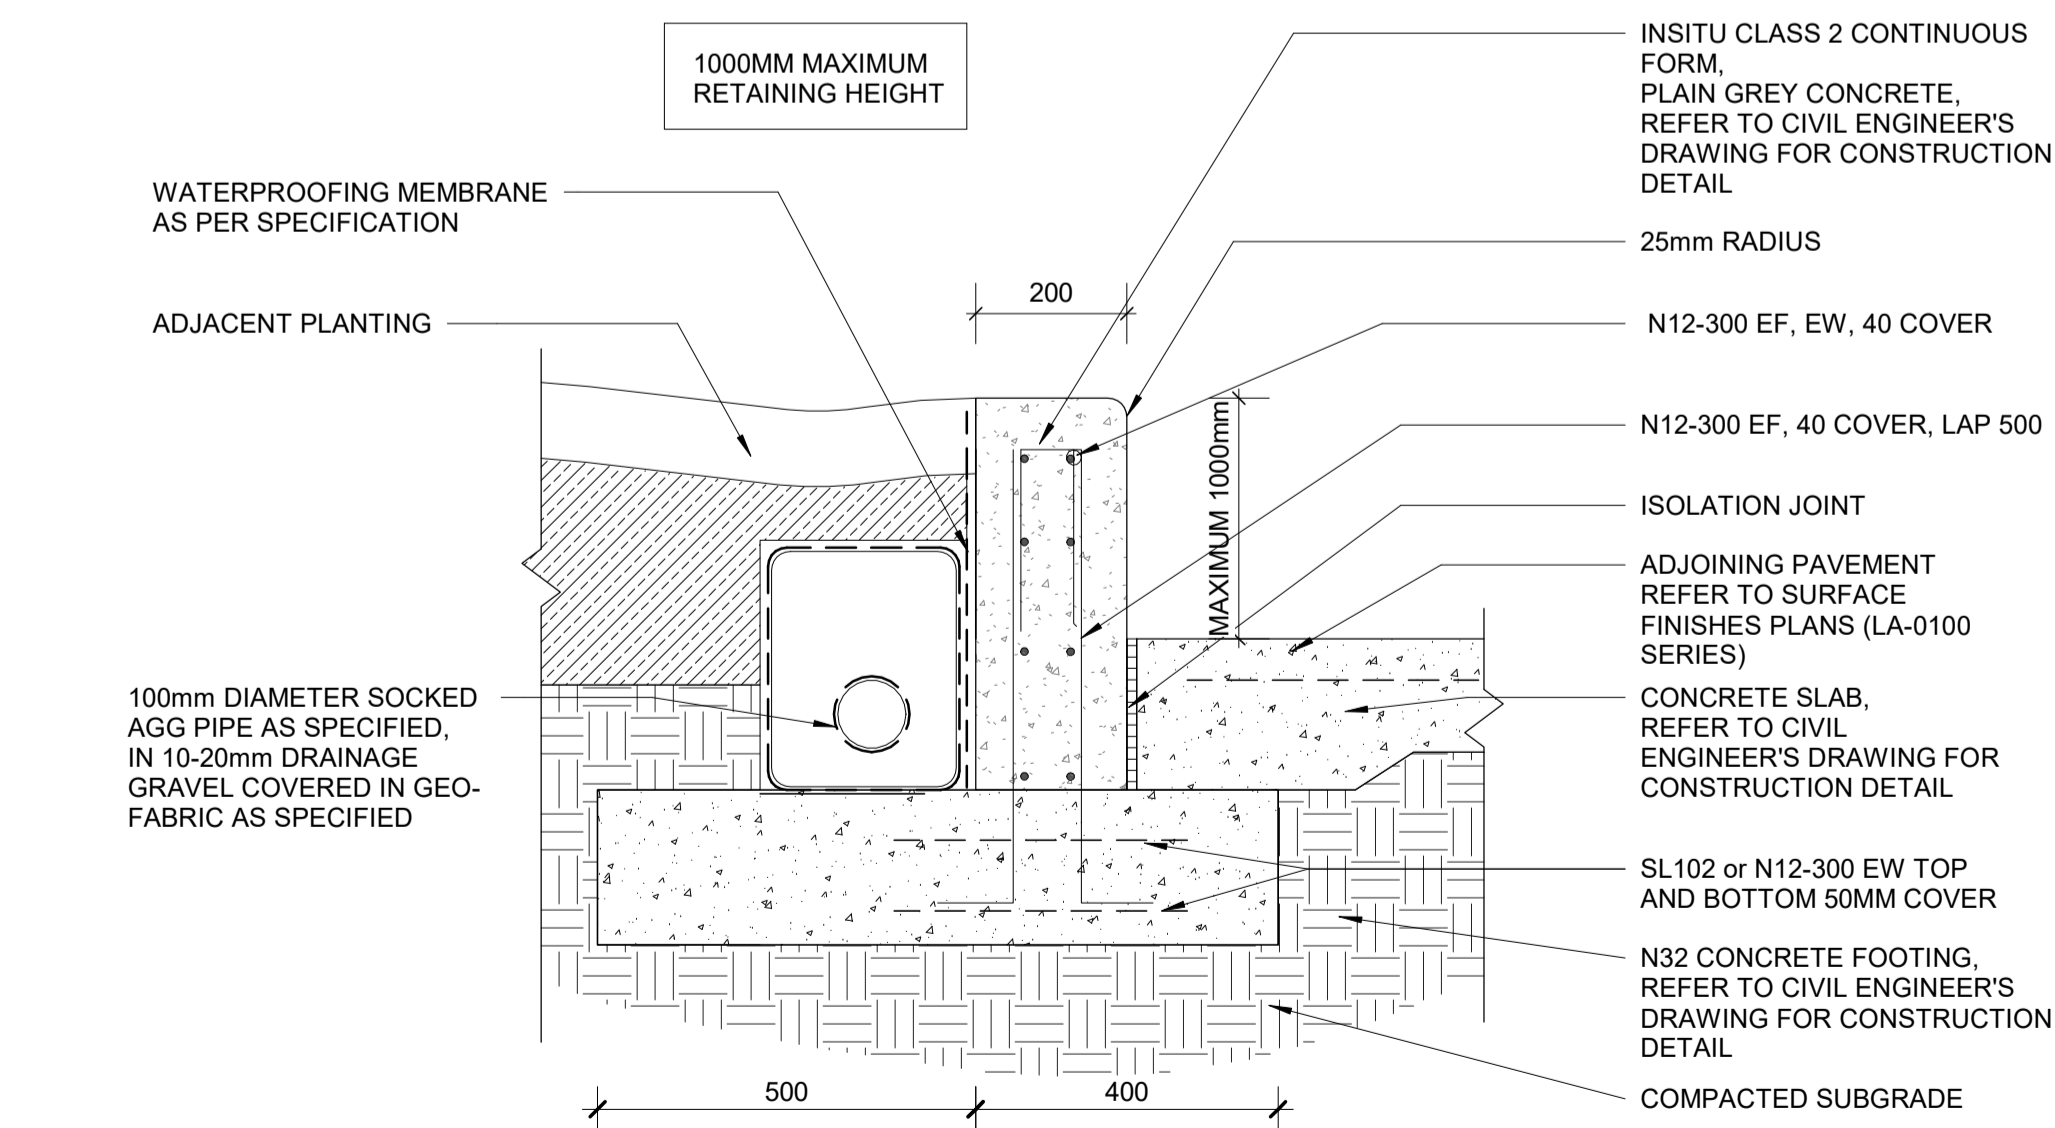 1000MM MAXIMUM
RETAINING HEIGHT
WATERPROOFING MEMBRANE
AS PER SPECIFICATION
ADJACENT PLANTING
100mm DIAMETER SOCKED
AGG PIPE AS SPECIFIED,
IN 10-20mm DRAINAGE
GRAVEL COVERED IN GEO-
FABRIC AS SPECIFIED
200
MAXIMUM 1000mm
500
400
INSITU CLASS 2 CONTINUOUS
FORM,
PLAIN GREY CONCRETE,
REFER TO CIVIL ENGINEER'S
DRAWING FOR CONSTRUCTION
DETAIL
25mm RADIUS
N12-300 EF, EW, 40 COVER
N12-300 EF, 40 COVER, LAP 500
ISOLATION JOINT
ADJOINING PAVEMENT
REFER TO SURFACE
FINISHES PLANS (LA-0100
SERIES)
CONCRETE SLAB,
REFER TO CIVIL
ENGINEER'S DRAWING FOR
CONSTRUCTION DETAIL
SL102 or N12-300 EW TOP
AND BOTTOM 50MM COVER
N32 CONCRETE FOOTING,
REFER TO CIVIL ENGINEER'S
DRAWING FOR CONSTRUCTION
DETAIL
COMPACTED SUBGRADE